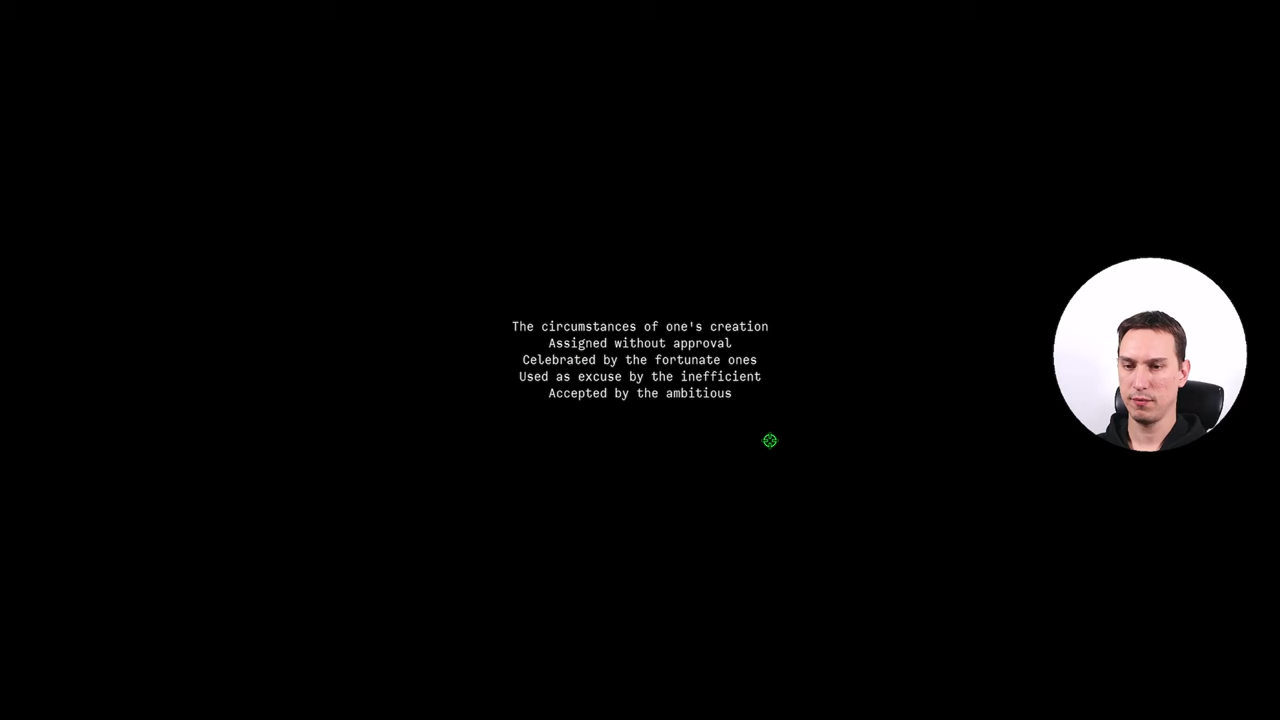 The circumstances of one's creation
Assigned without approval
Celebrated by the fortunate ones
Used as excuse by the inefficient
Accepted by the ambitious